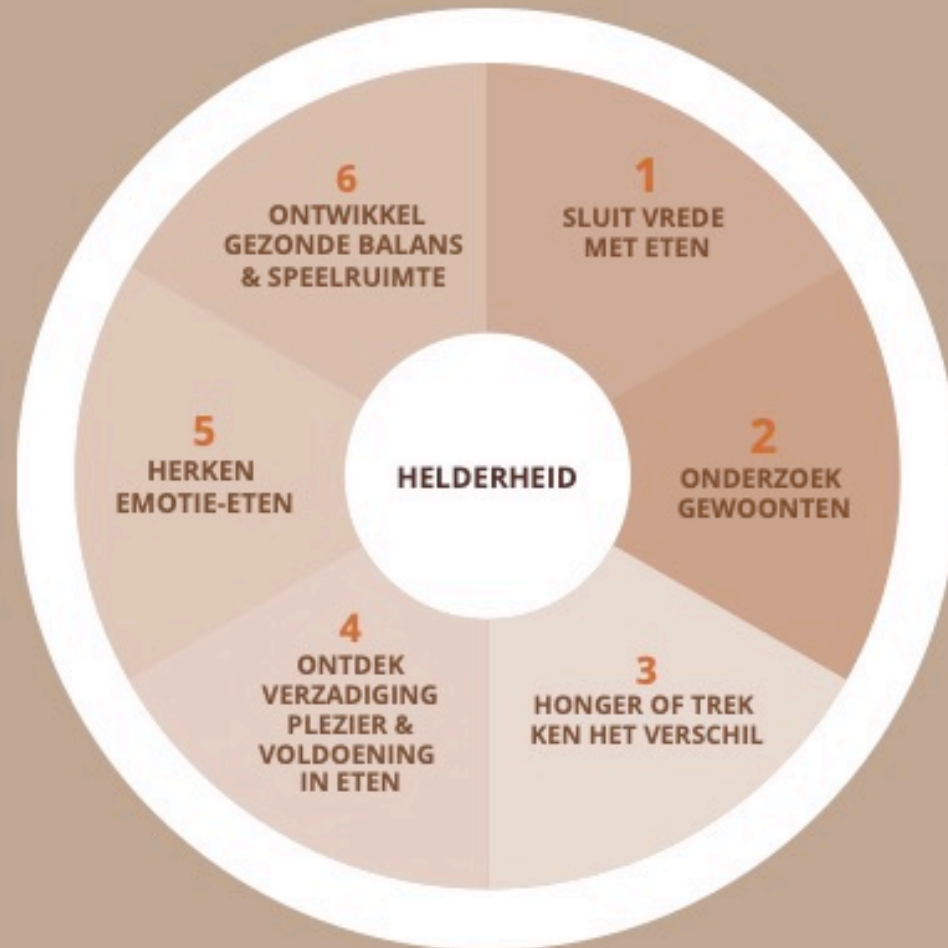 1
SLUIT VREDE
MET ETEN
2
ONDERZOEK
GEWOONTEN
3
HONGER OF TREK
KEN HET VERSCHIL
4
ONTDEK
VERZADIGING
PLEZIER &
VOLDOENING
IN ETEN
5
HERKEN
EMOTIE-ETEN
6
ONTWIKKEL
GEZONDE BALANS
& SPEELRUIMTE
HELDERHEID